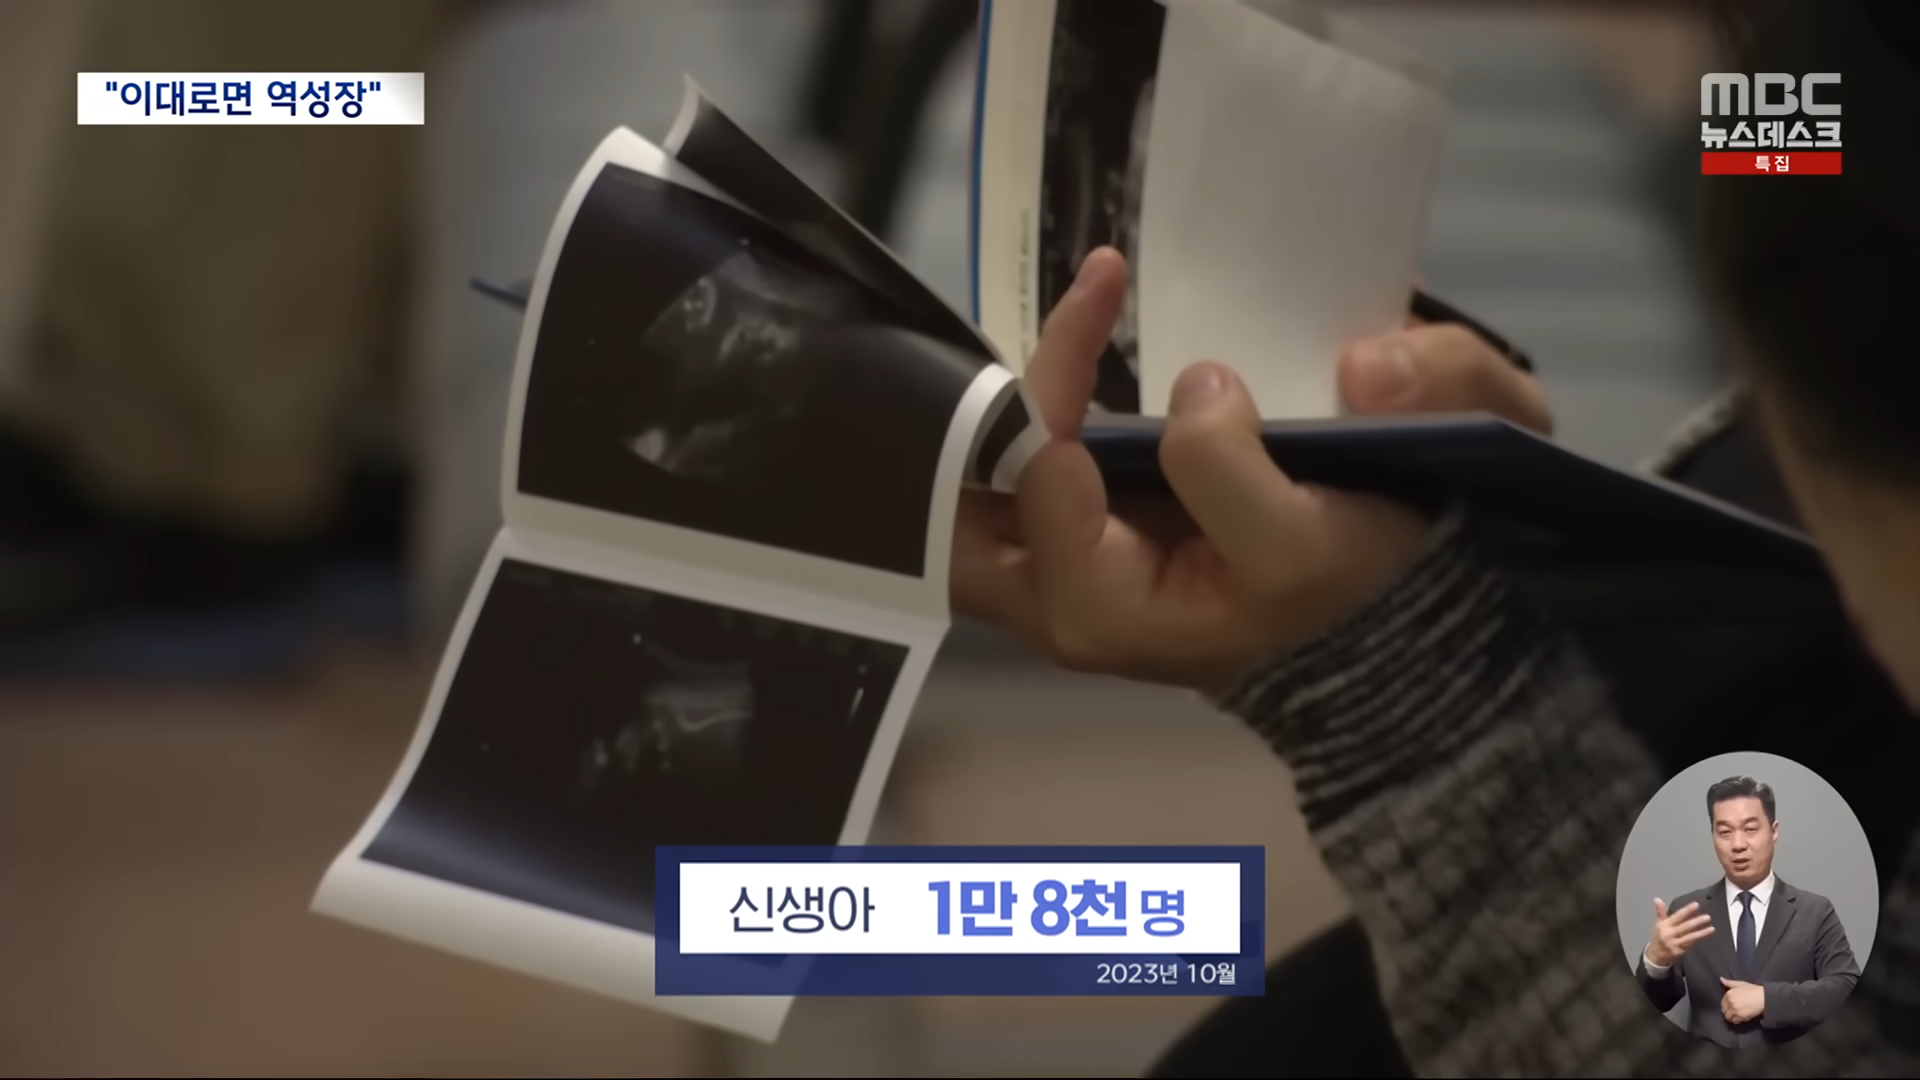 "이대로면 역성장"
MBC
뉴스데스크
특집
신생아 1만 8천 명
2023년 10월